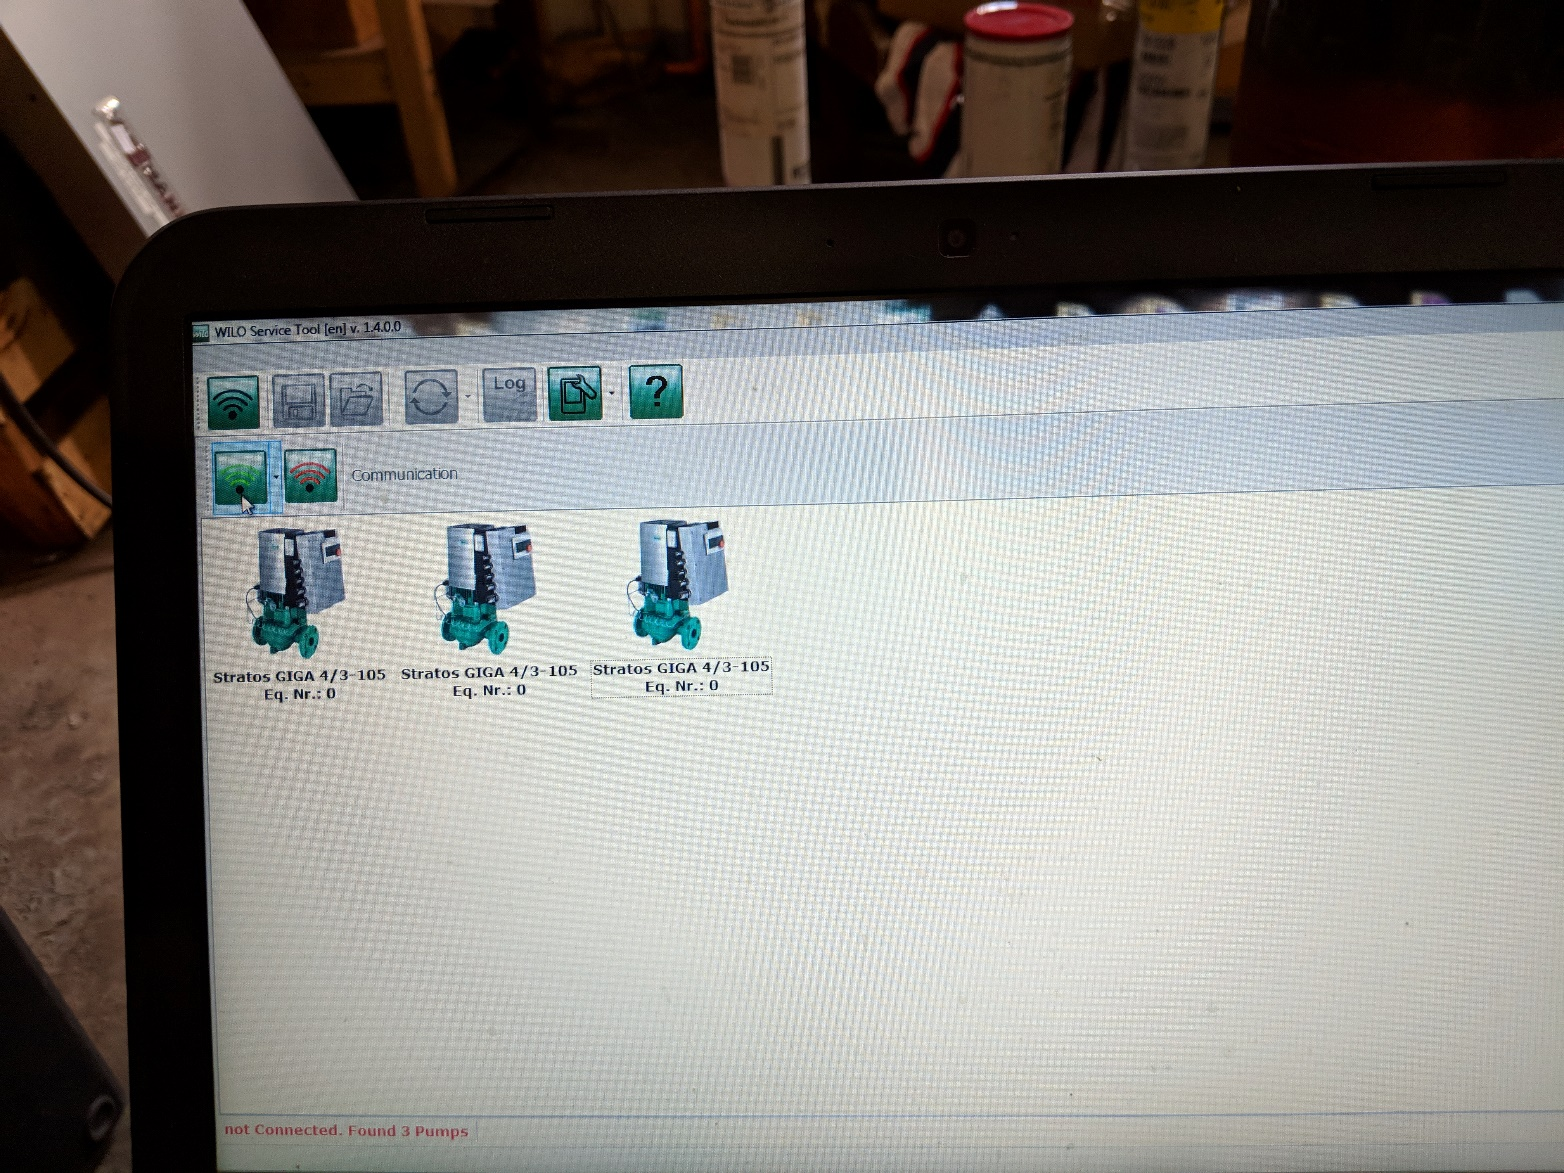 WILO Service Tool [en] v. 1.4.0.0
Log
?
Communication
Stratos GIGA 4/3-105
Eq. Nr.: 0
Stratos GIGA 4/3-105
Eq. Nr.: 0
Stratos GIGA 4/3-105
Eq. Nr.: 0
not Connected. Found 3 Pumps